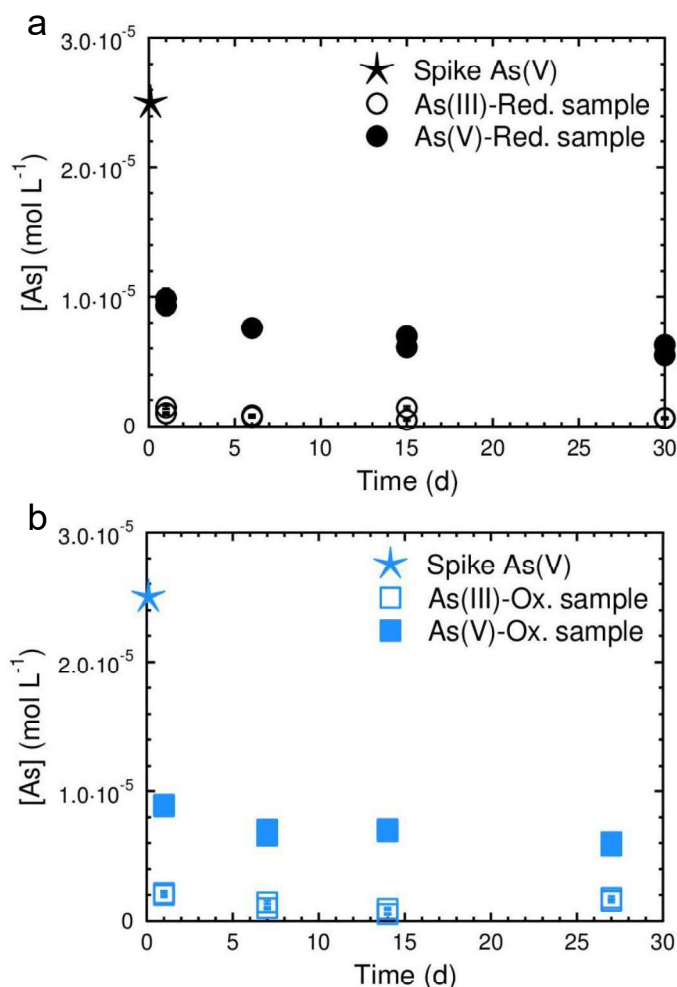 a
3.0·10⁻⁵
2.0·10⁻⁵
1.0·10⁻⁵
0
[As] (mol L⁻¹)
Spike As(V)
As(III)-Red. sample
As(V)-Red. sample
0 5 10 15 20 25 30
Time (d)
b
3.0·10⁻⁵
2.0·10⁻⁵
1.0·10⁻⁵
0
[As] (mol L⁻¹)
Spike As(V)
As(III)-Ox. sample
As(V)-Ox. sample
0 5 10 15 20 25 30
Time (d)